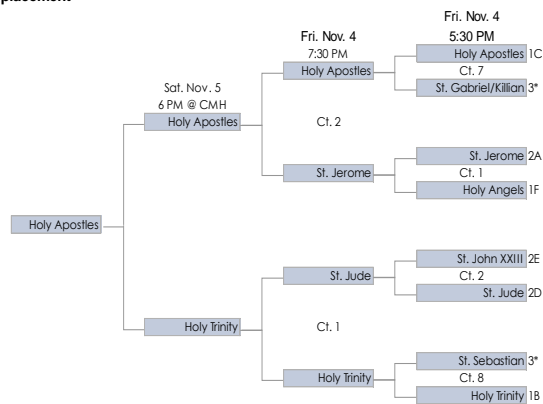 placement
Fri. Nov. 4
Fri. Nov. 4 5:30 PM
7:30 PM Holy Apostles 1C
Holy Apostles Ct. 7
Sat. Nov. 5 St. Gabriel/Killian 3*
6 PM @ CMH
Holy Apostles Ct. 2
St. Jerome 2A
St. Jerome Ct. 1
Holy Angels 1F
Holy Apostles
St. John XXIII 2E
St. Jude Ct. 2
St. Jude 2D
Holy Trinity Ct. 1
St. Sebastian 3*
Holy Trinity Ct. 8
Holy Trinity 1B